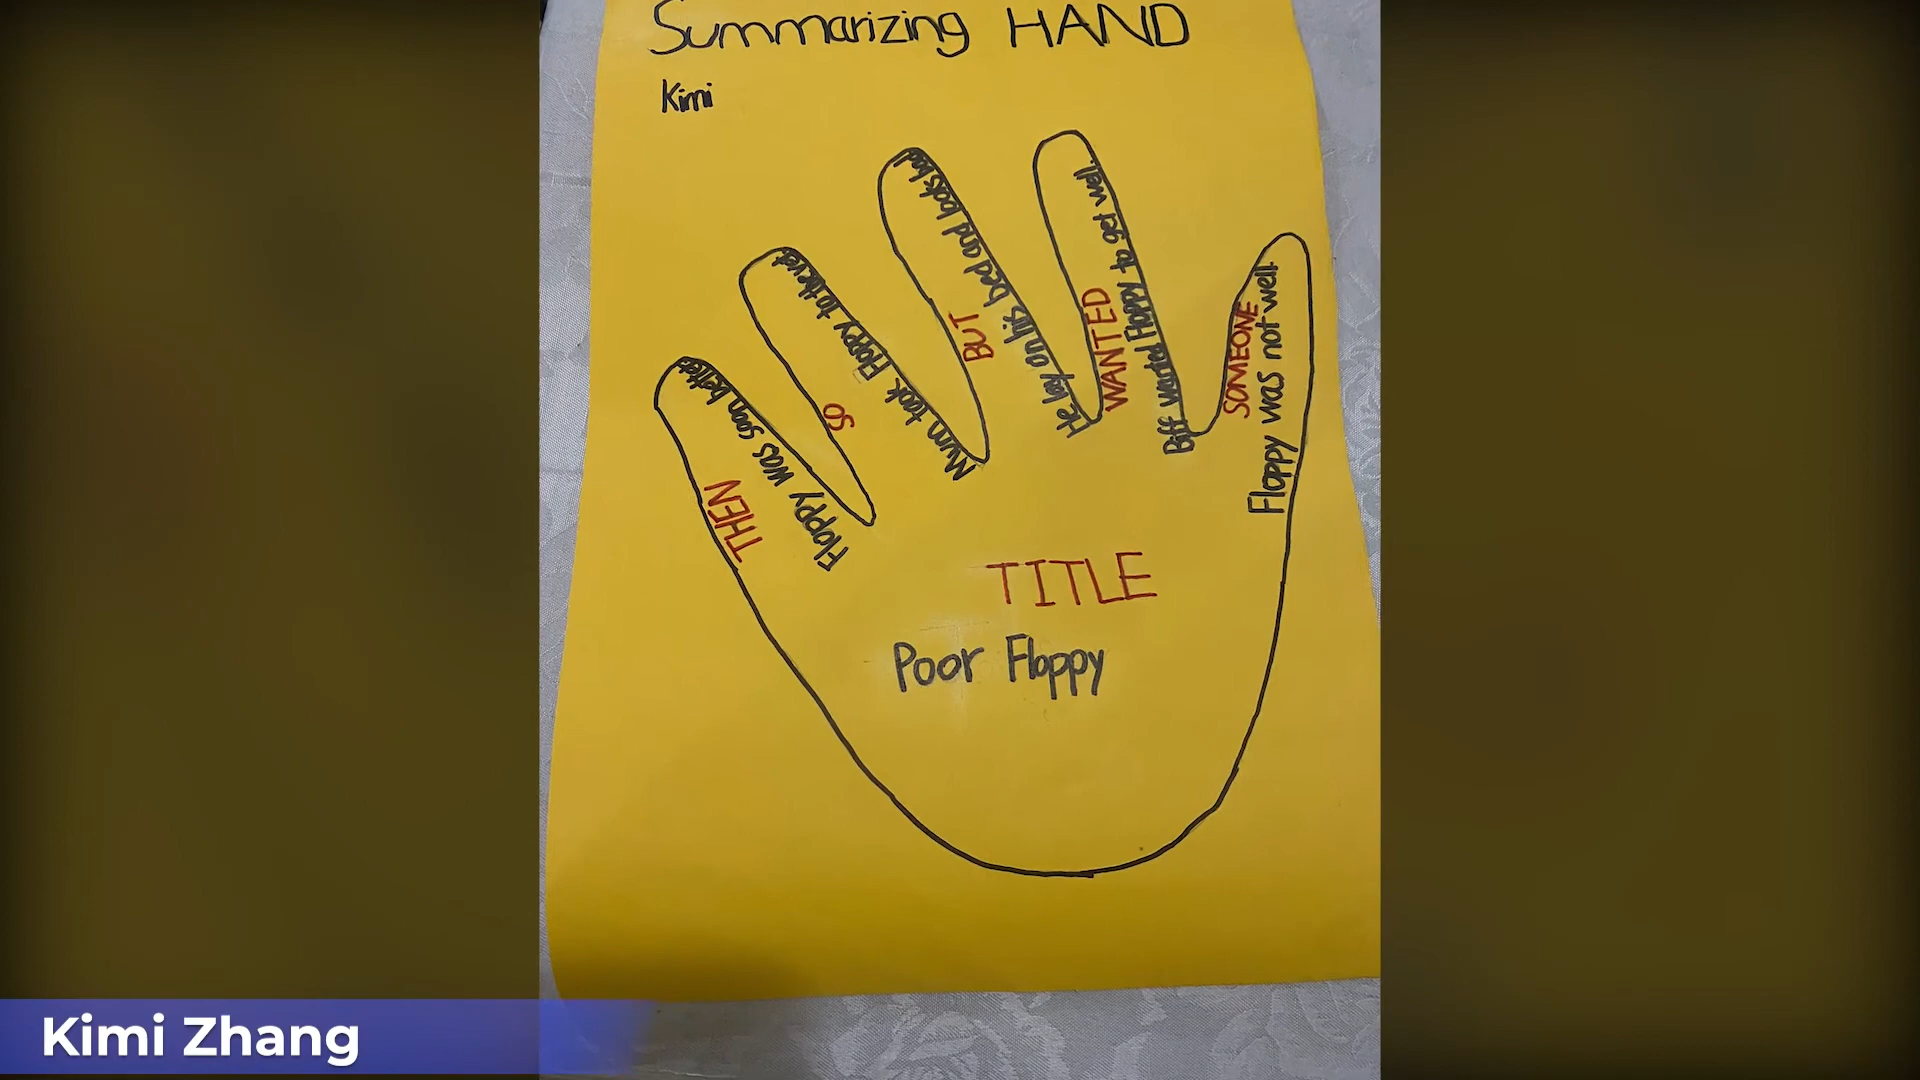 Summarizing HAND
Kimi
SOMEONE
Floppy was not well.
WANTED
Biff wanted Floppy to get well.
BUT
He lay on his bed and looks bad
SO
Mum took Floppy to the vet
THEN
Floppy was soon better
TITLE
Poor Floppy
Kimi Zhang